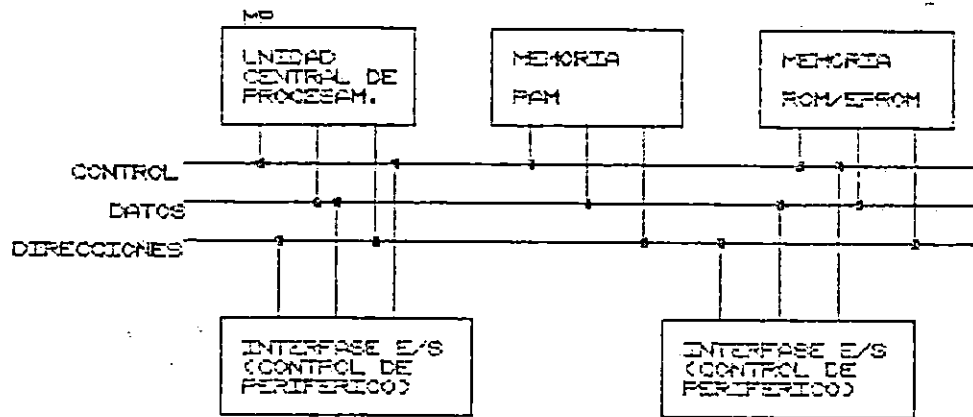 MP
UNIDAD
CENTRAL DE
PROCESAM.
MEMORIA
RAM
MEMORIA
ROM/EPROM
CONTROL
DATOS
DIRECCIONES
INTERFASE E/S
(CONTROL DE
PERIFERICO)
INTERFASE E/S
(CONTROL DE
PERIFERICO)